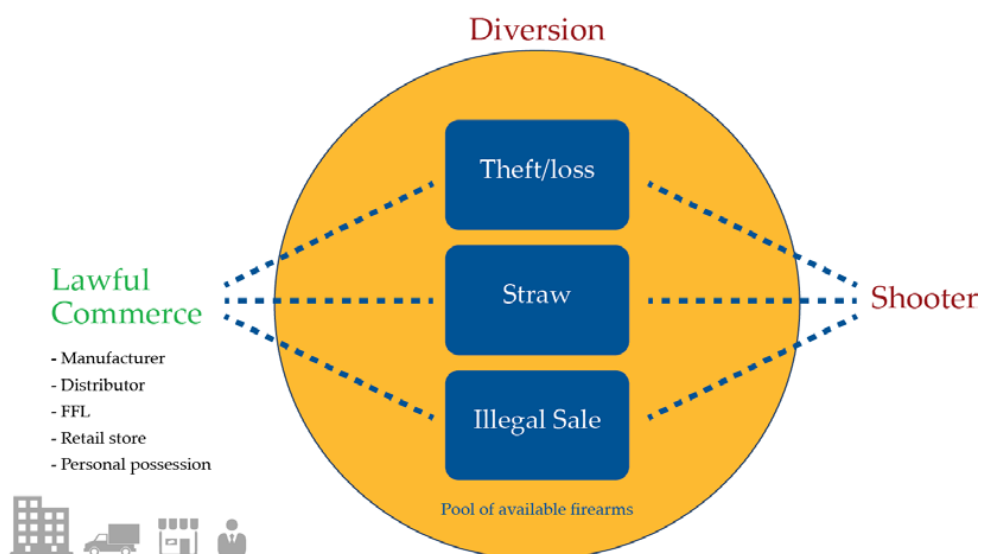 Diversion
Theft/loss
Straw
Illegal Sale
Pool of available firearms
Lawful
Commerce
- Manufacturer
- Distributor
- FFL
- Retail store
- Personal possession
Shooter